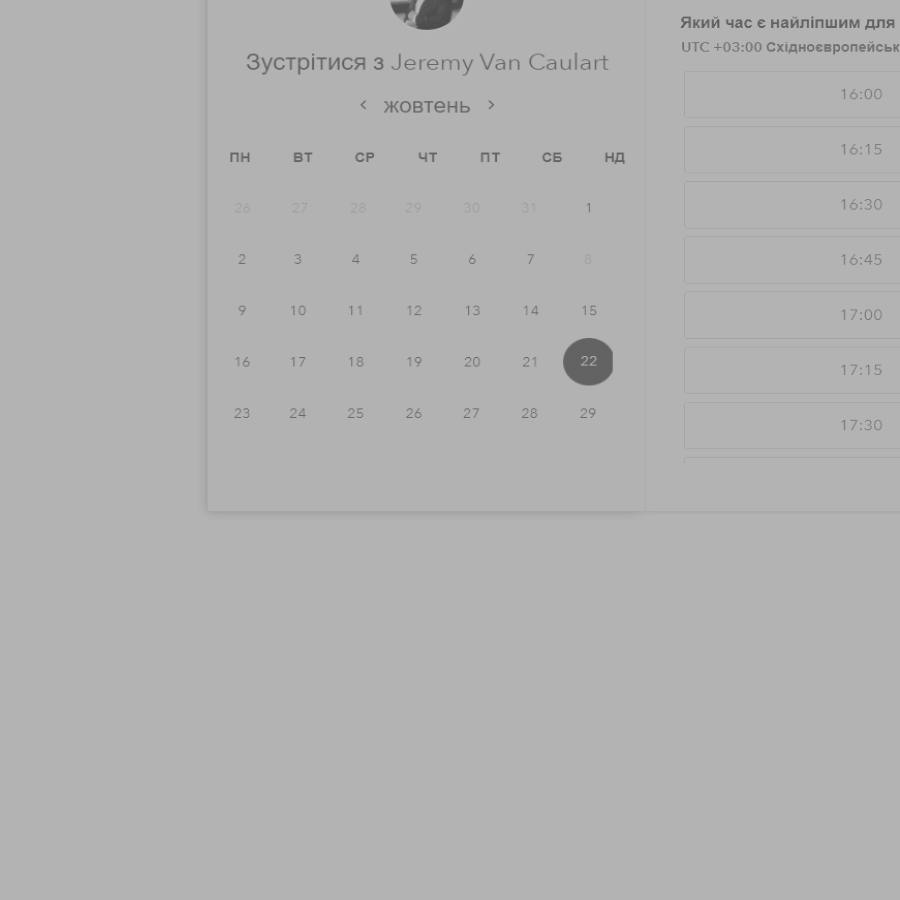 Зустрітися з Jeremy Van Caulart
< жовтень >
ПН ВТ СР ЧТ ПТ СБ НД
26 27 28 29 30 31 1
2 3 4 5 6 7 8
9 10 11 12 13 14 15
16 17 18 19 20 21 22
23 24 25 26 27 28 29
Який час є найліпшим для
UTC +03:00 Східноєвропейськ
16:00
16:15
16:30
16:45
17:00
17:15
17:30